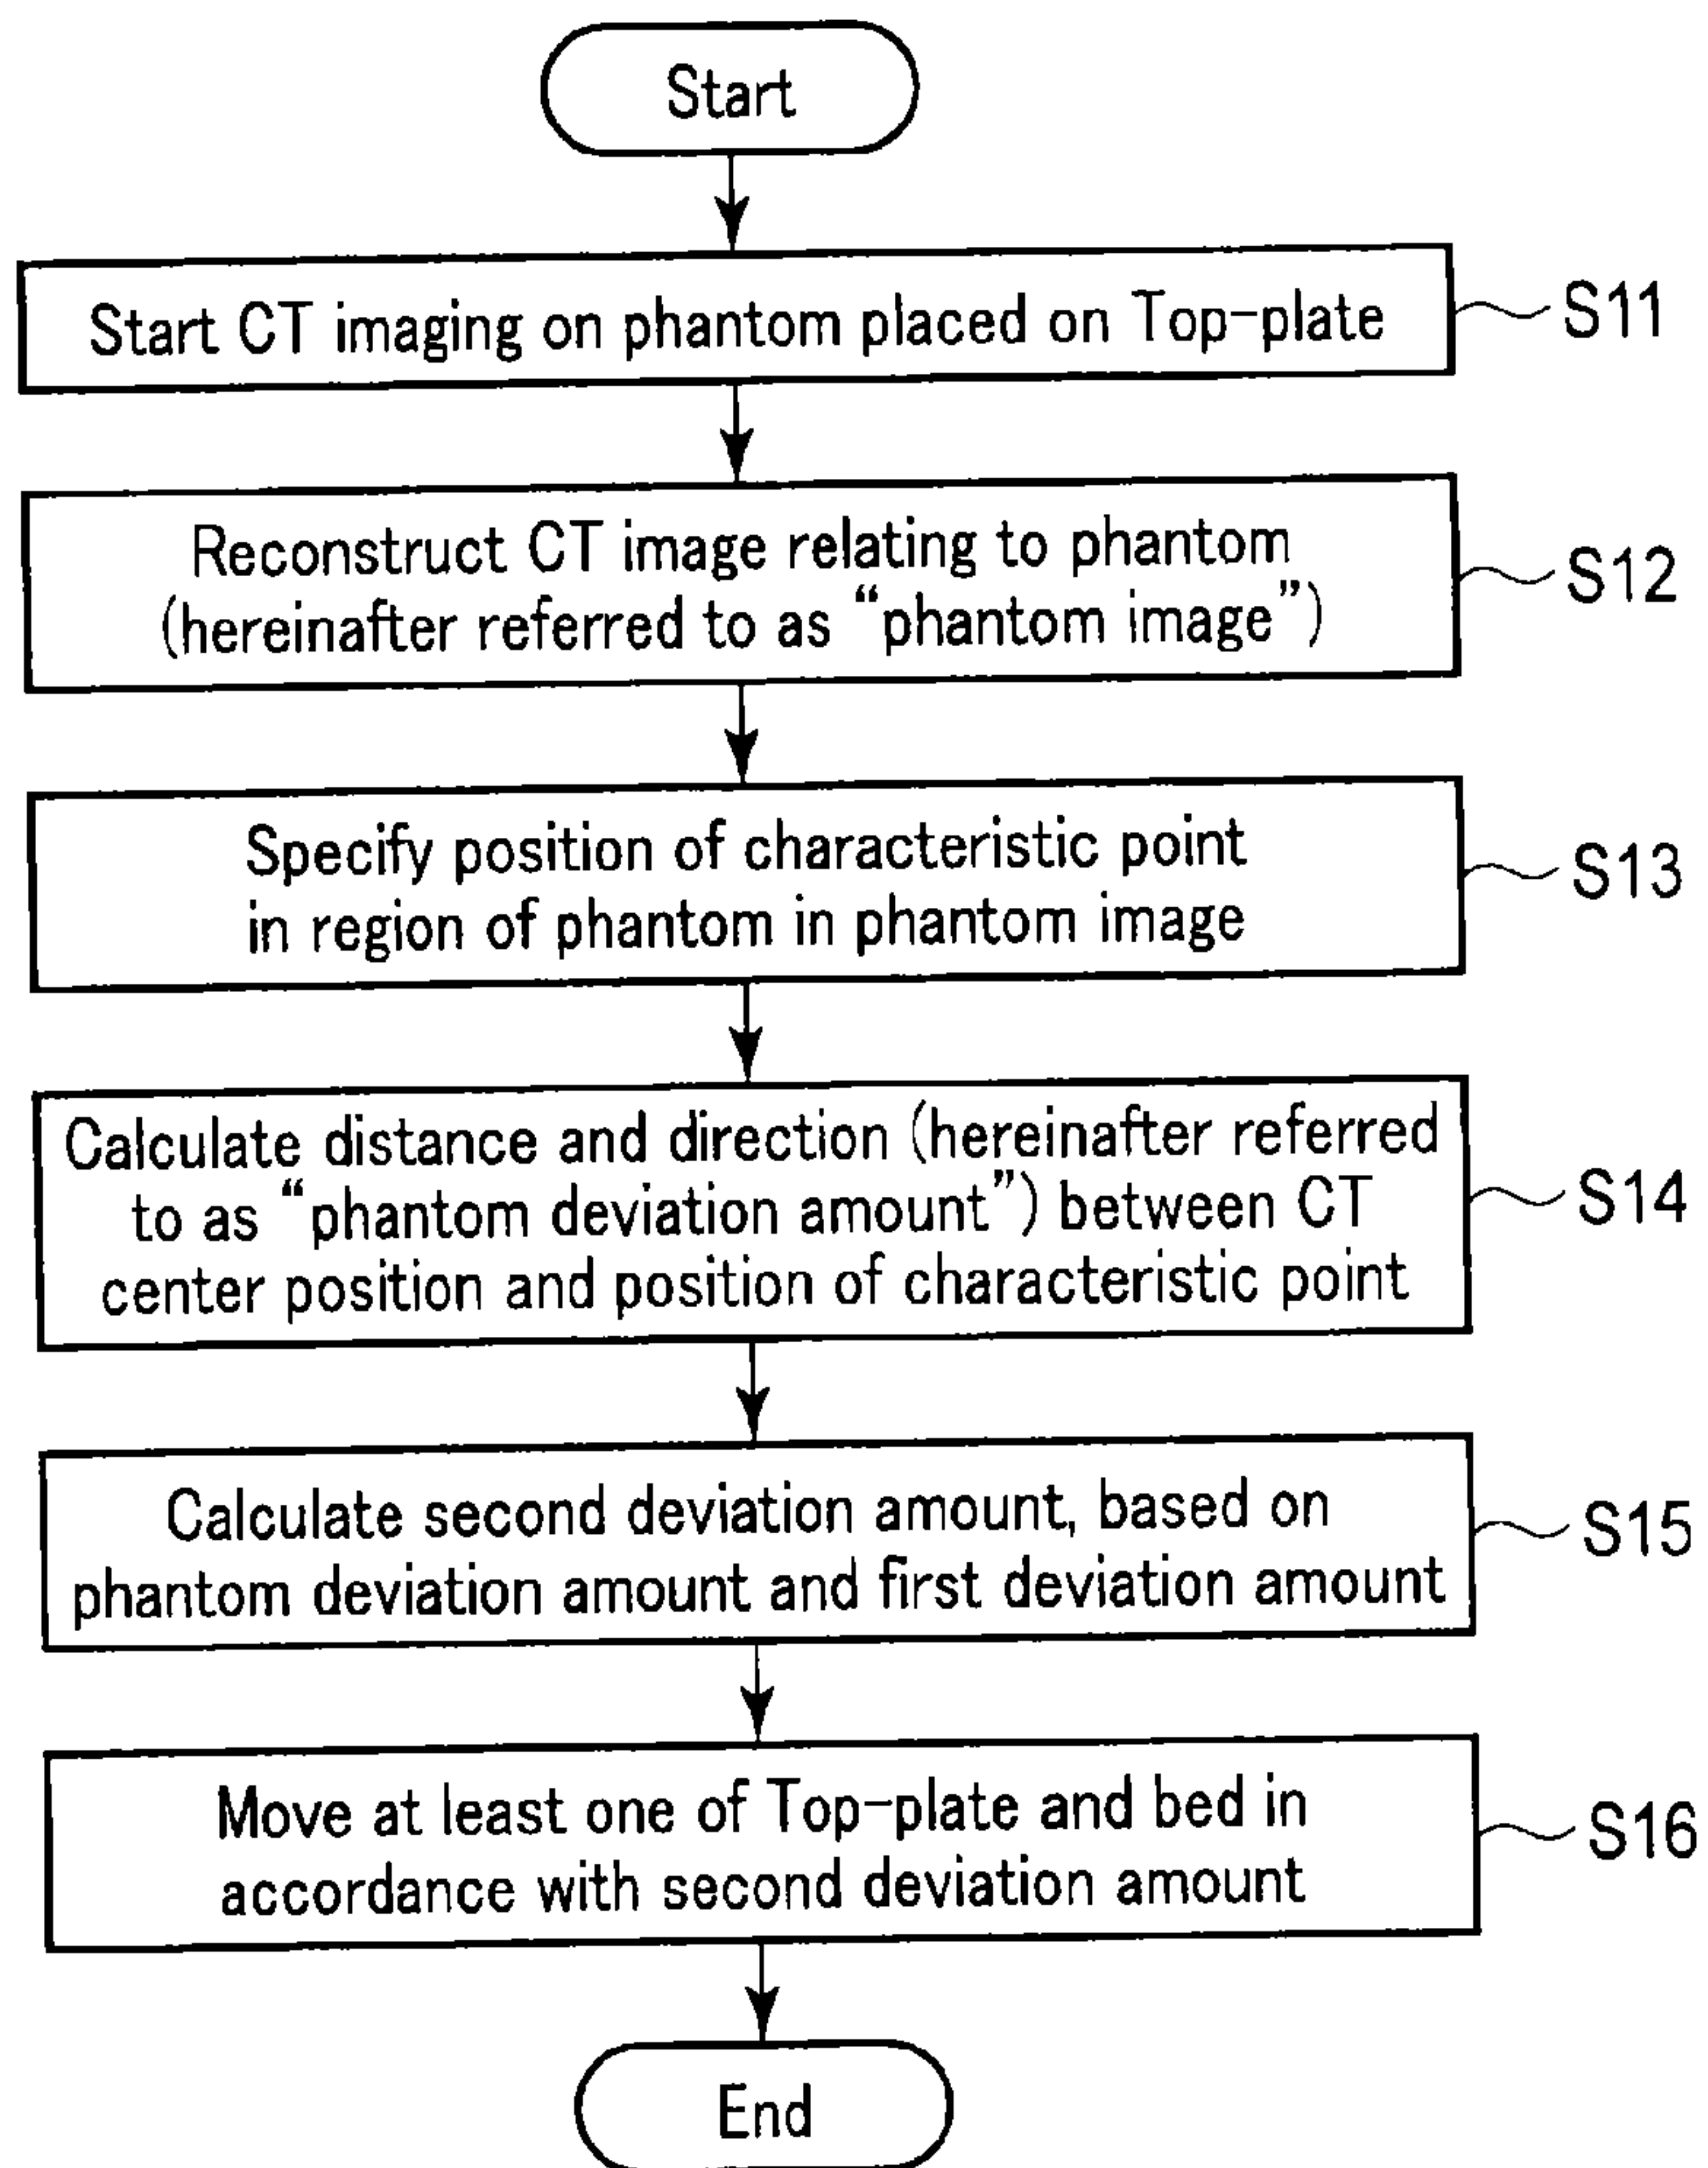 Start
Start CT imaging on phantom placed on Top-plate
S11
Reconstruct CT image relating to phantom
(hereinafter referred to as “phantom image”)
S12
Specify position of characteristic point
in region of phantom in phantom image
S13
Calculate distance and direction (hereinafter referred
to as “phantom deviation amount”) between CT
center position and position of characteristic point
S14
Calculate second deviation amount, based on
phantom deviation amount and first deviation amount
S15
Move at least one of Top-plate and bed in
accordance with second deviation amount
S16
End